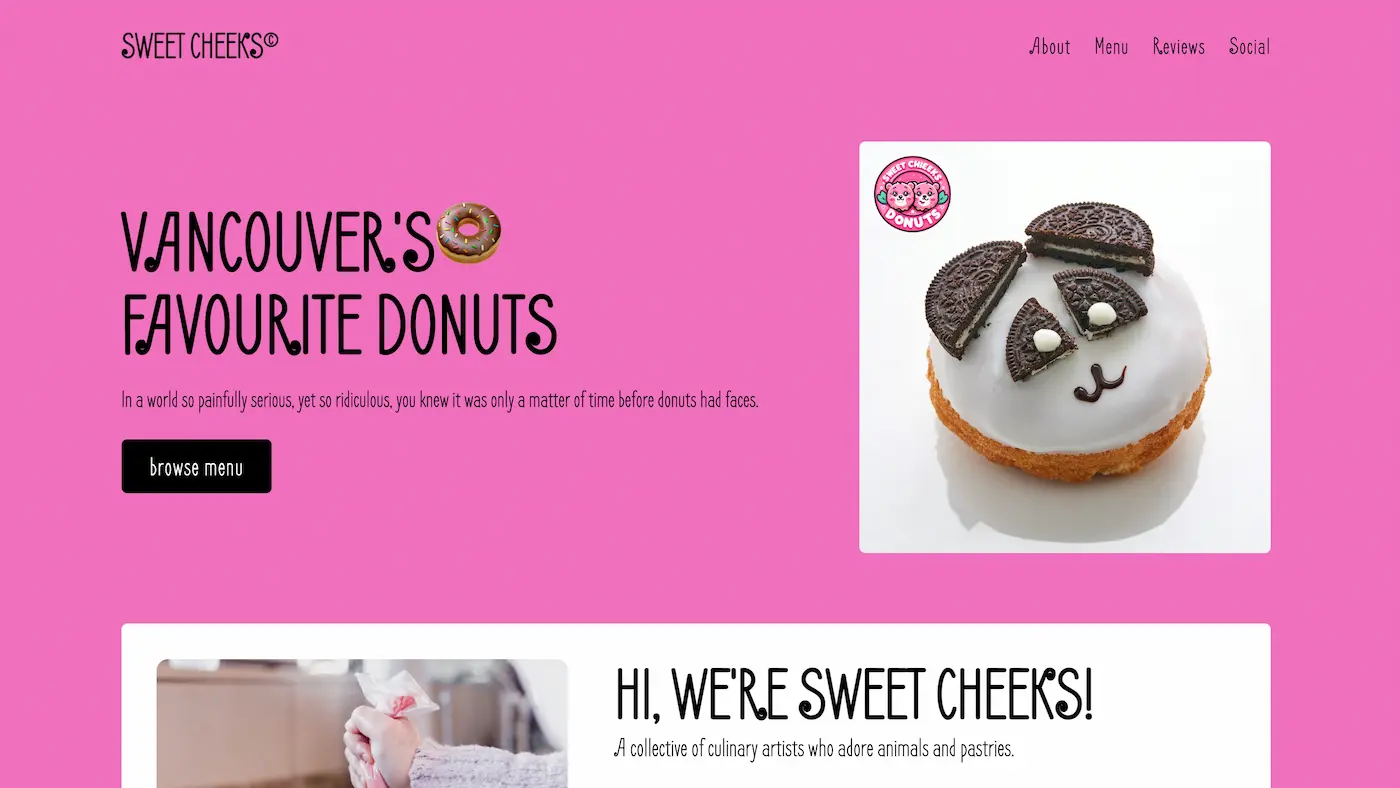 SWEET CHEEKS©
About Menu Reviews Social
SWEET CHEEKS
DONUTS
VANCOUVER'S🍩
FAVOURITE DONUTS
In a world so painfully serious, yet so ridiculous, you knew it was only a matter of time before donuts had faces.
browse menu
HI, WE'RE SWEET CHEEKS!
A collective of culinary artists who adore animals and pastries.